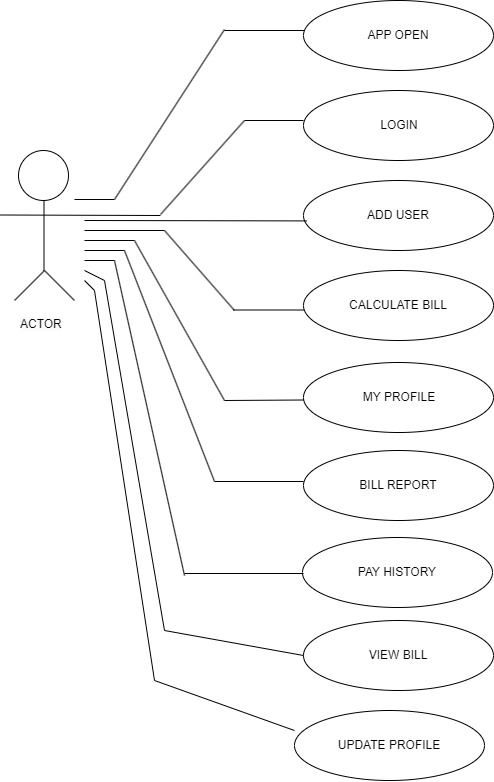 APP OPEN
LOGIN
ADD USER
CALCULATE BILL
ACTOR
MY PROFILE
BILL REPORT
PAY HISTORY
VIEW BILL
UPDATE PROFILE